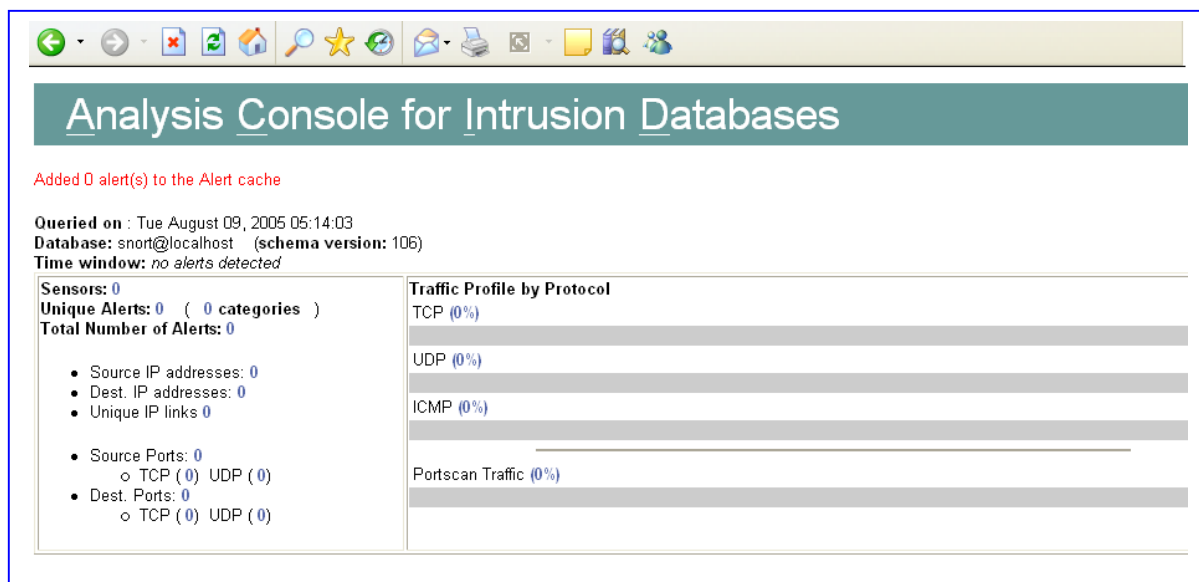 Analysis Console for Intrusion Databases
Added 0 alert(s) to the Alert cache
Queried on : Tue August 09, 2005 05:14:03
Database: snort@localhost (schema version: 106)
Time window: no alerts detected
Sensors: 0
Unique Alerts: 0 ( 0 categories )
Total Number of Alerts: 0
Source IP addresses: 0
Dest. IP addresses: 0
Unique IP links 0
Source Ports: 0
TCP ( 0) UDP ( 0)
Dest. Ports: 0
TCP ( 0) UDP ( 0)
Traffic Profile by Protocol
TCP (0%)
UDP (0%)
ICMP (0%)
Portscan Traffic (0%)